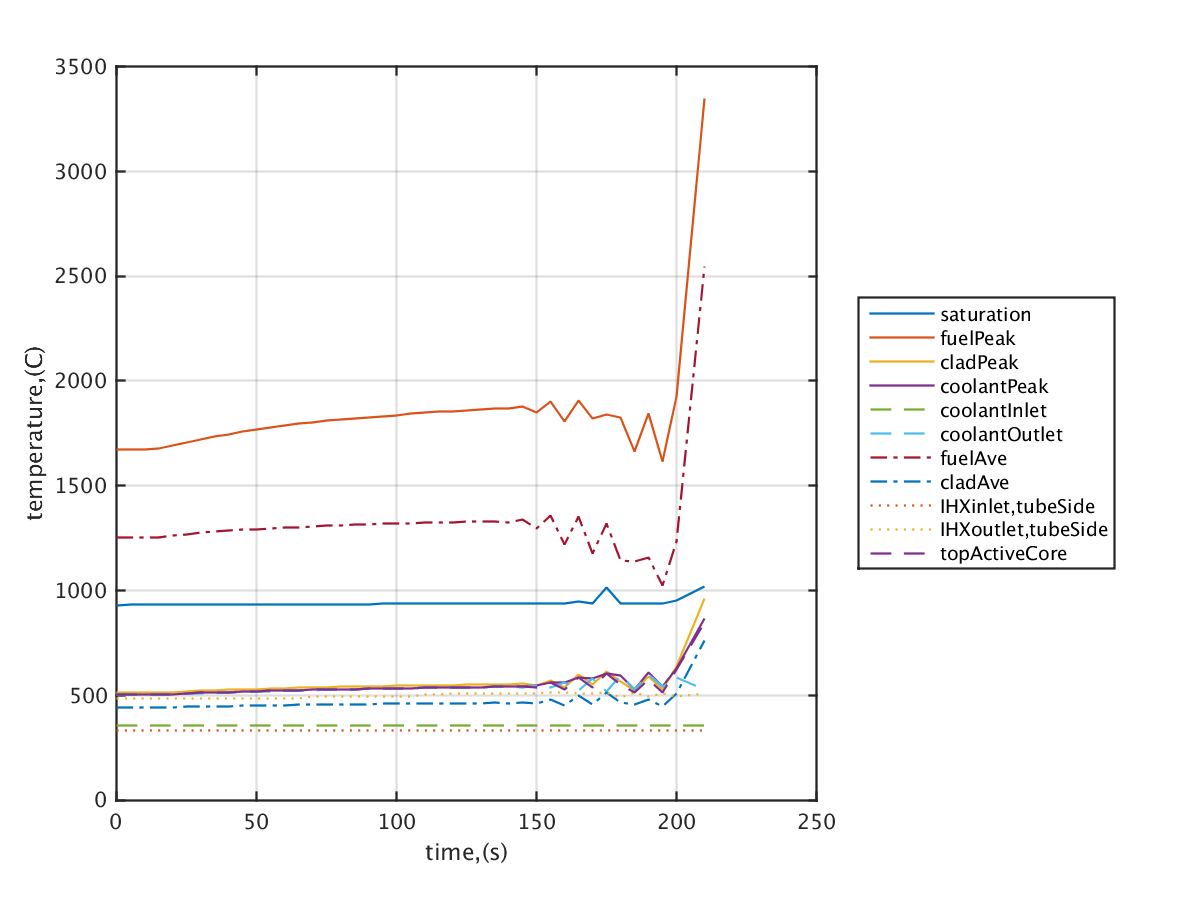 3500
3000
2500
2000
1500
1000
500
0
temperature,(C)
0 50 100 150 200 250
time,(s)
saturation
fuelPeak
cladPeak
coolantPeak
coolantInlet
coolantOutlet
fuelAve
cladAve
IHXinlet,tubeSide
IHXoutlet,tubeSide
topActiveCore